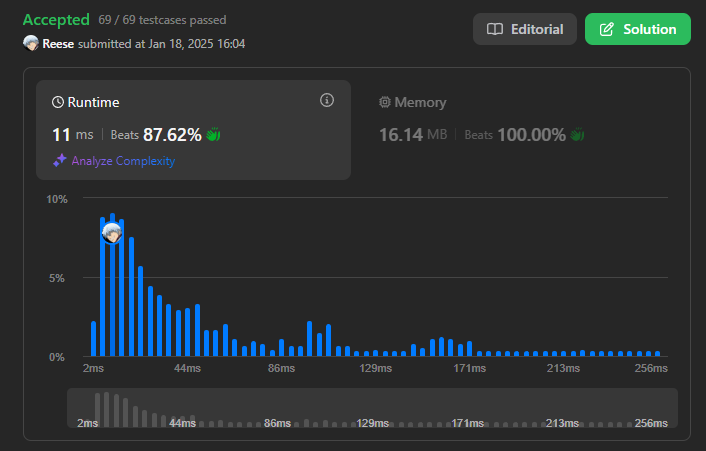 Accepted 69 / 69 testcases passed
Reese submitted at Jan 18, 2025 16:04
Editorial
Solution
Runtime
11 ms Beats 87.62%
Analyze Complexity
Memory
16.14 MB Beats 100.00%
10%
5%
0%
2ms 44ms 86ms 129ms 171ms 213ms 256ms
2ms 44ms 86ms 129ms 171ms 213ms 256ms